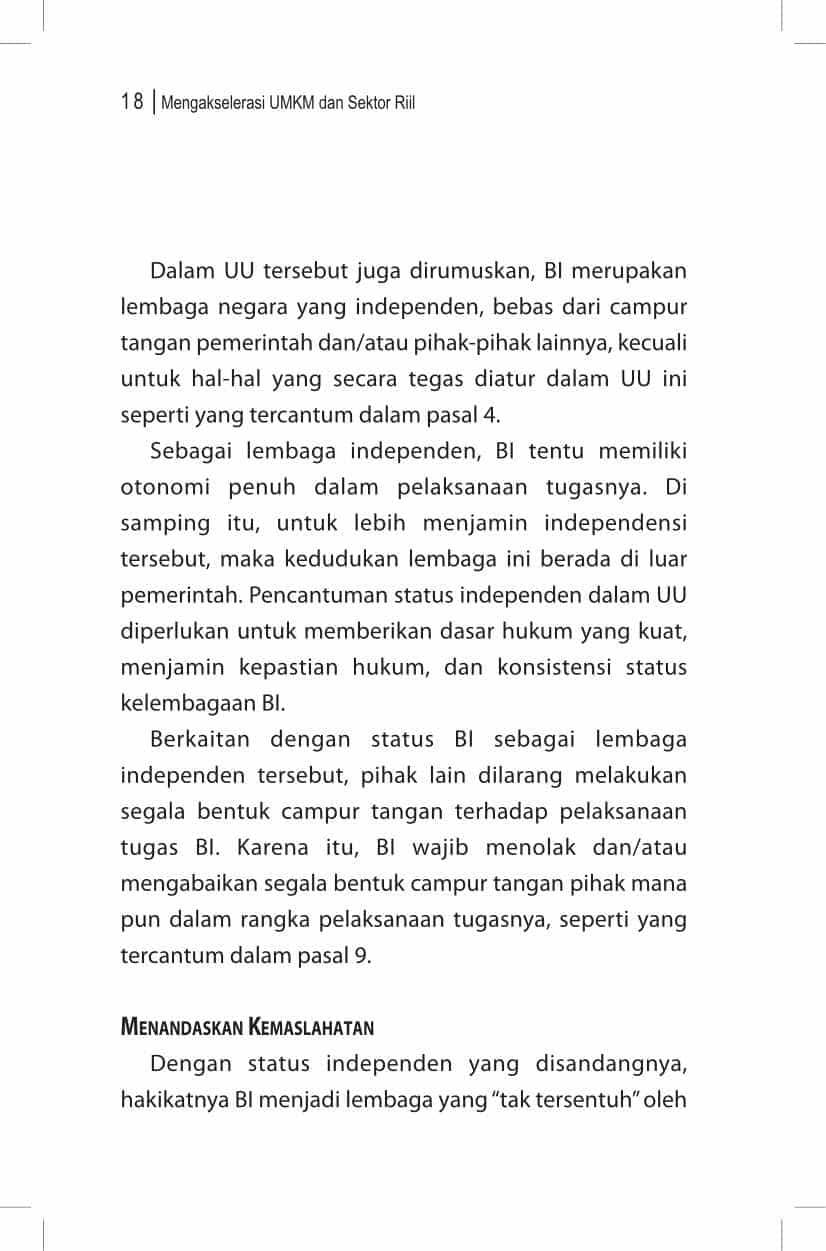 18 | Mengakselerasi UMKM dan Sektor Riil
Dalam UU tersebut juga dirumuskan, BI merupakan
lembaga negara yang independen, bebas dari campur
tangan pemerintah dan/atau pihak-pihak lainnya, kecuali
untuk hal-hal yang secara tegas diatur dalam UU ini
seperti yang tercantum dalam pasal 4.
Sebagai lembaga independen, BI tentu memiliki
otonomi penuh dalam pelaksanaan tugasnya. Di
samping itu, untuk lebih menjamin independensi
tersebut, maka kedudukan lembaga ini berada di luar
pemerintah. Pencantuman status independen dalam UU
diperlukan untuk memberikan dasar hukum yang kuat,
menjamin kepastian hukum, dan konsistensi status
kelembagaan BI.
Berkaitan dengan status BI sebagai lembaga
independen tersebut, pihak lain dilarang melakukan
segala bentuk campur tangan terhadap pelaksanaan
tugas BI. Karena itu, BI wajib menolak dan/atau
mengabaikan segala bentuk campur tangan pihak mana
pun dalam rangka pelaksanaan tugasnya, seperti yang
tercantum dalam pasal 9.
MENANDASKAN KEMASLAHATAN
Dengan status independen yang disandangnya,
hakikatnya BI menjadi lembaga yang “tak tersentuh” oleh